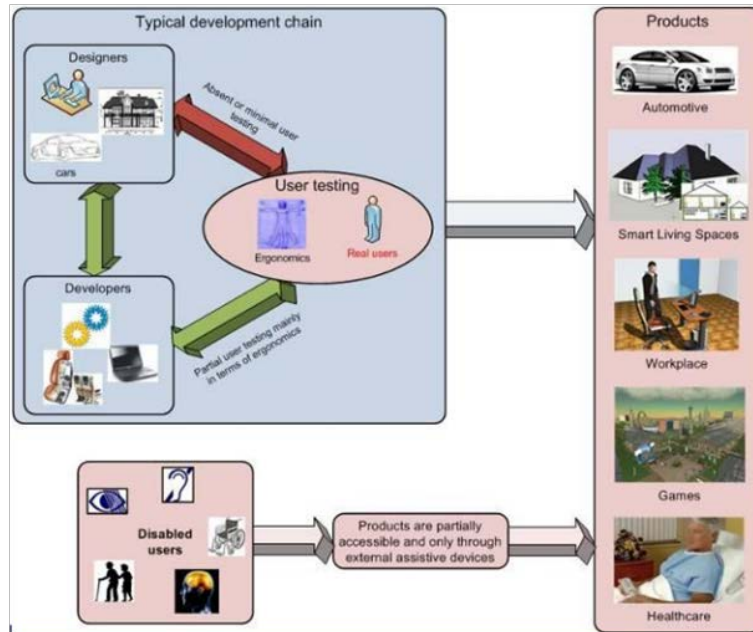 Typical development chain
Designers
cars
Absent or minimal user
testing
User testing
Ergonomics
Real users
Developers
Partial user testing mainly
in terms of ergonomics
Products
Automotive
Smart Living Spaces
Workplace
Games
Healthcare
Disabled
users
Products are partially
accessible and only through
external assistive devices